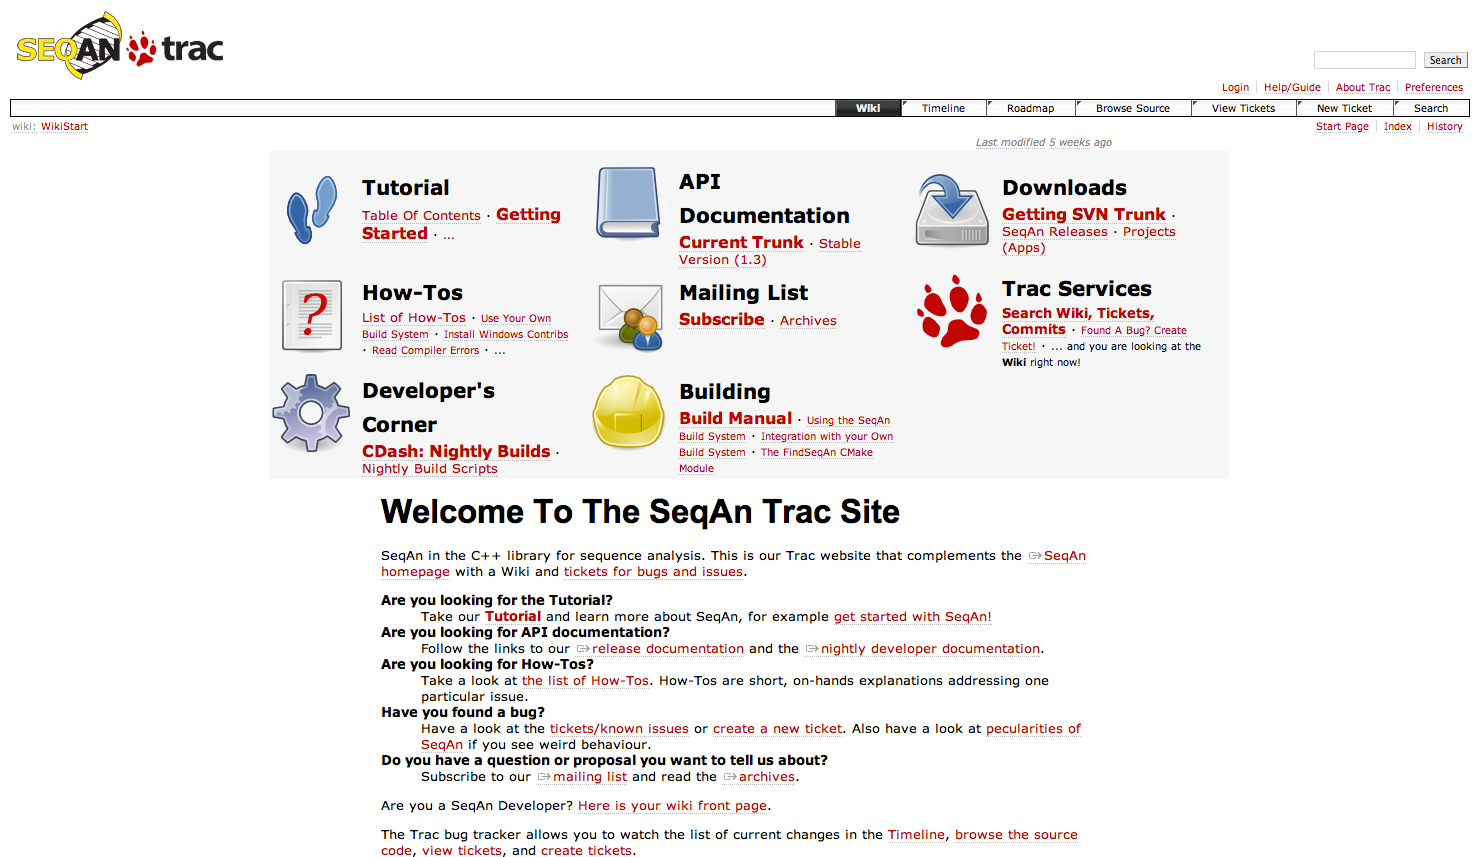 SEQAN trac
Search
Login Help/Guide About Trac Preferences
Wiki Timeline Roadmap Browse Source View Tickets New Ticket Search
wiki: WikiStart
Start Page Index History
Last modified 5 weeks ago
Tutorial
Table Of Contents · Getting
Started · ...
API
Documentation
Current Trunk · Stable
Version (1.3)
Downloads
Getting SVN Trunk ·
SeqAn Releases · Projects
(Apps)
?
How-Tos
List of How-Tos · Use Your Own
Build System · Install Windows Contribs
· Read Compiler Errors · ...
Mailing List
Subscribe · Archives
Trac Services
Search Wiki, Tickets,
Commits · Found A Bug? Create
Ticket! · ... and you are looking at the
Wiki right now!
Developer's
Corner
CDash: Nightly Builds ·
Nightly Build Scripts
Building
Build Manual · Using the SeqAn
Build System · Integration with your Own
Build System · The FindSeqAn CMake
Module
Welcome To The SeqAn Trac Site
SeqAn in the C++ library for sequence analysis. This is our Trac website that complements the SeqAn
homepage with a Wiki and tickets for bugs and issues.
Are you looking for the Tutorial?
Take our Tutorial and learn more about SeqAn, for example get started with SeqAn!
Are you looking for API documentation?
Follow the links to our release documentation and the nightly developer documentation.
Are you looking for How-Tos?
Take a look at the list of How-Tos. How-Tos are short, on-hands explanations addressing one
particular issue.
Have you found a bug?
Have a look at the tickets/known issues or create a new ticket. Also have a look at pecularities of
SeqAn if you see weird behaviour.
Do you have a question or proposal you want to tell us about?
Subscribe to our mailing list and read the archives.
Are you a SeqAn Developer? Here is your wiki front page.
The Trac bug tracker allows you to watch the list of current changes in the Timeline, browse the source
code, view tickets, and create tickets.